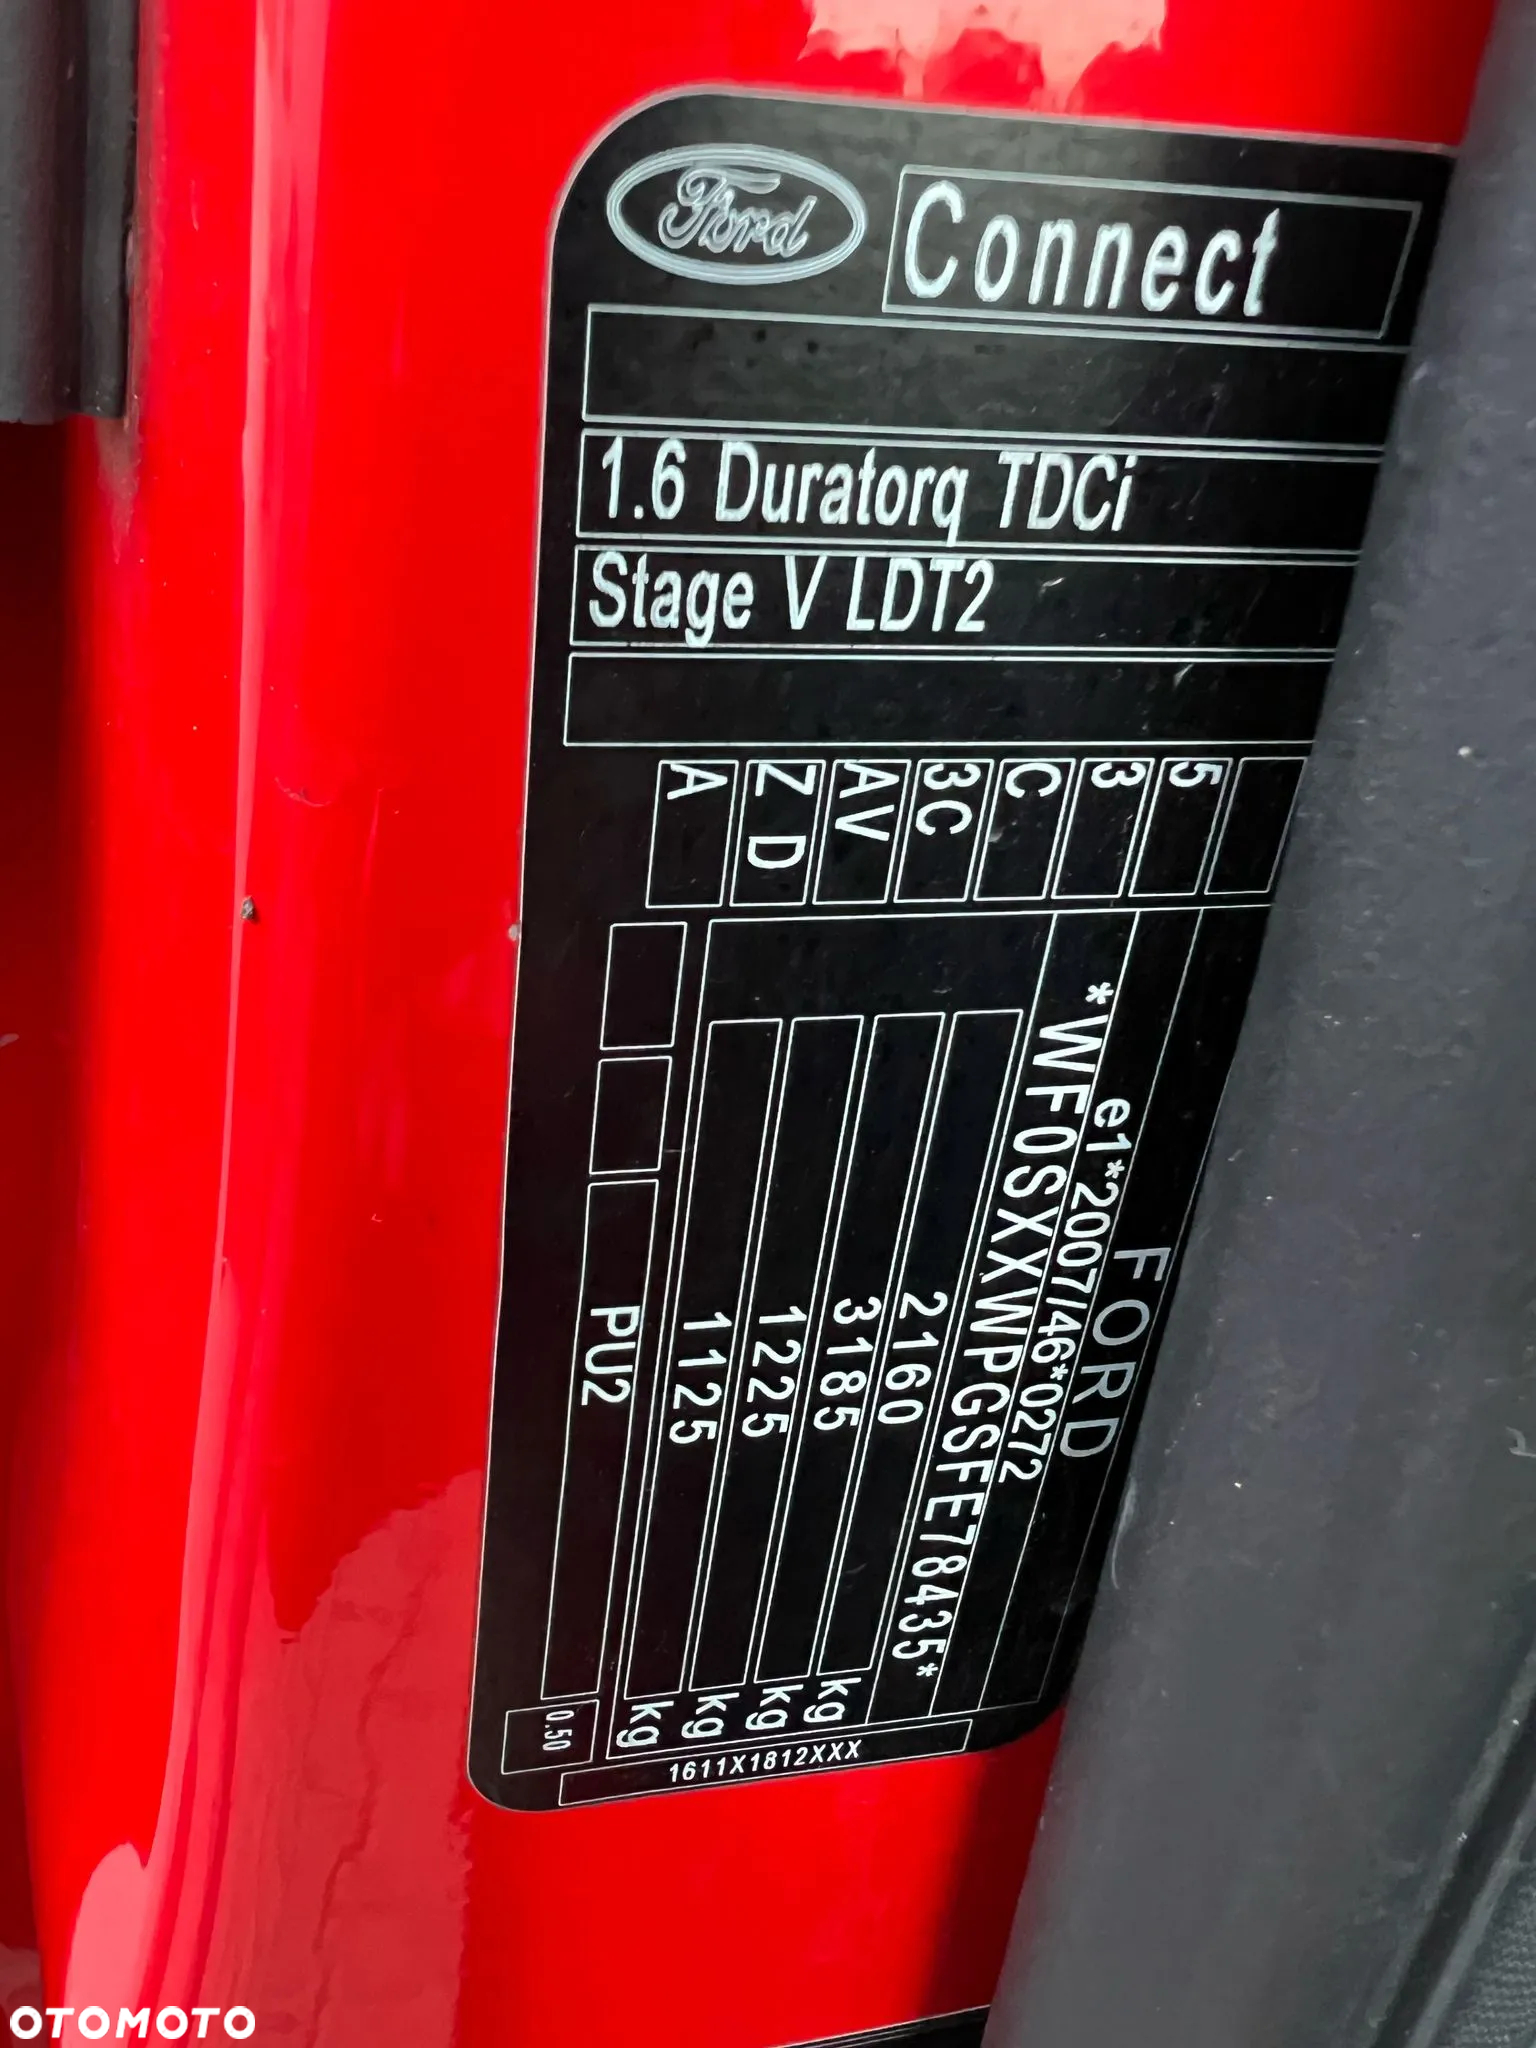 Ford
Connect
1.6 Duratorq TDCi
Stage V LDT2
5
3
C
3C
AV
Z D
A
FORD
e1*2007/46*0272
*WF0SXXWPGSFE78435*
2160 kg
3185 kg
1225 kg
1125 kg
PU2
0.50
1611X1812XXX
OTOMOTO